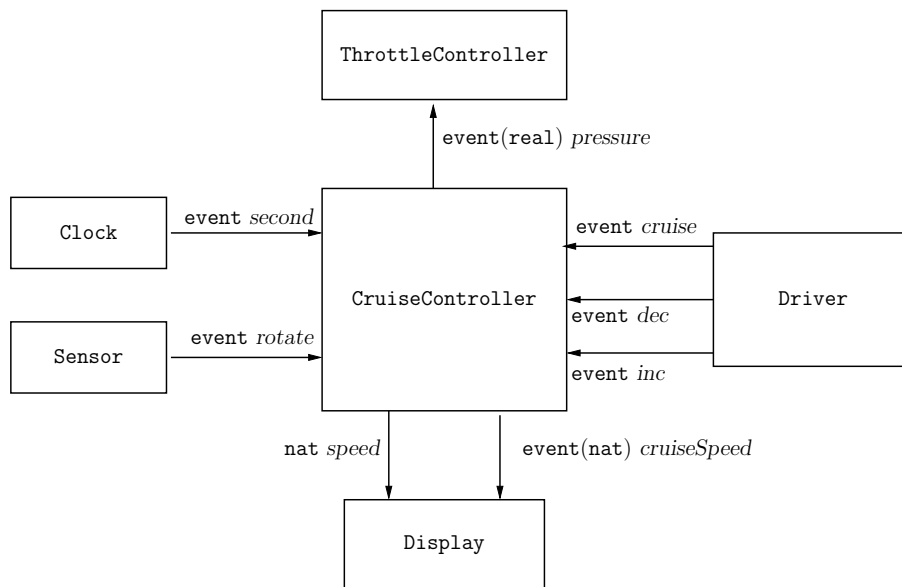 ThrottleController
event(real) pressure
event second
Clock
event cruise
CruiseController
Driver
event dec
event rotate
Sensor
event inc
nat speed
event(nat) cruiseSpeed
Display